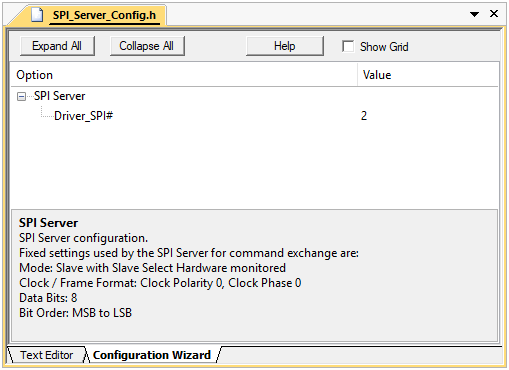 SPI_Server_Config.h
Expand All Collapse All Help Show Grid
Option Value
SPI Server
Driver_SPI# 2
SPI Server
SPI Server configuration.
Fixed settings used by the SPI Server for command exchange are:
Mode: Slave with Slave Select Hardware monitored
Clock / Frame Format: Clock Polarity 0, Clock Phase 0
Data Bits: 8
Bit Order: MSB to LSB
Text Editor Configuration Wizard